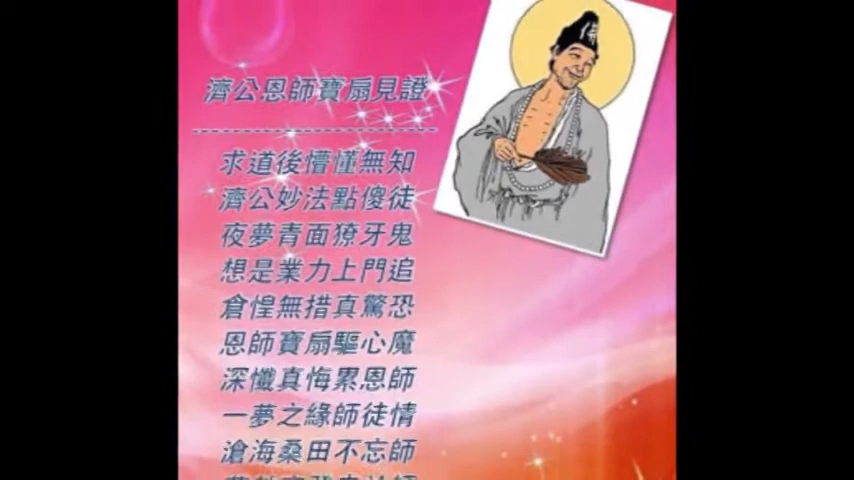 濟公恩師寶扇見證
求道後懵懂無知
濟公妙法點傻徒
夜夢青面獠牙鬼
想是業力上門追
倉惶無措真驚恐
恩師寶扇驅心魔
深懺真悔累恩師
一夢之緣師徒情
滄海桑田不忘師
佛